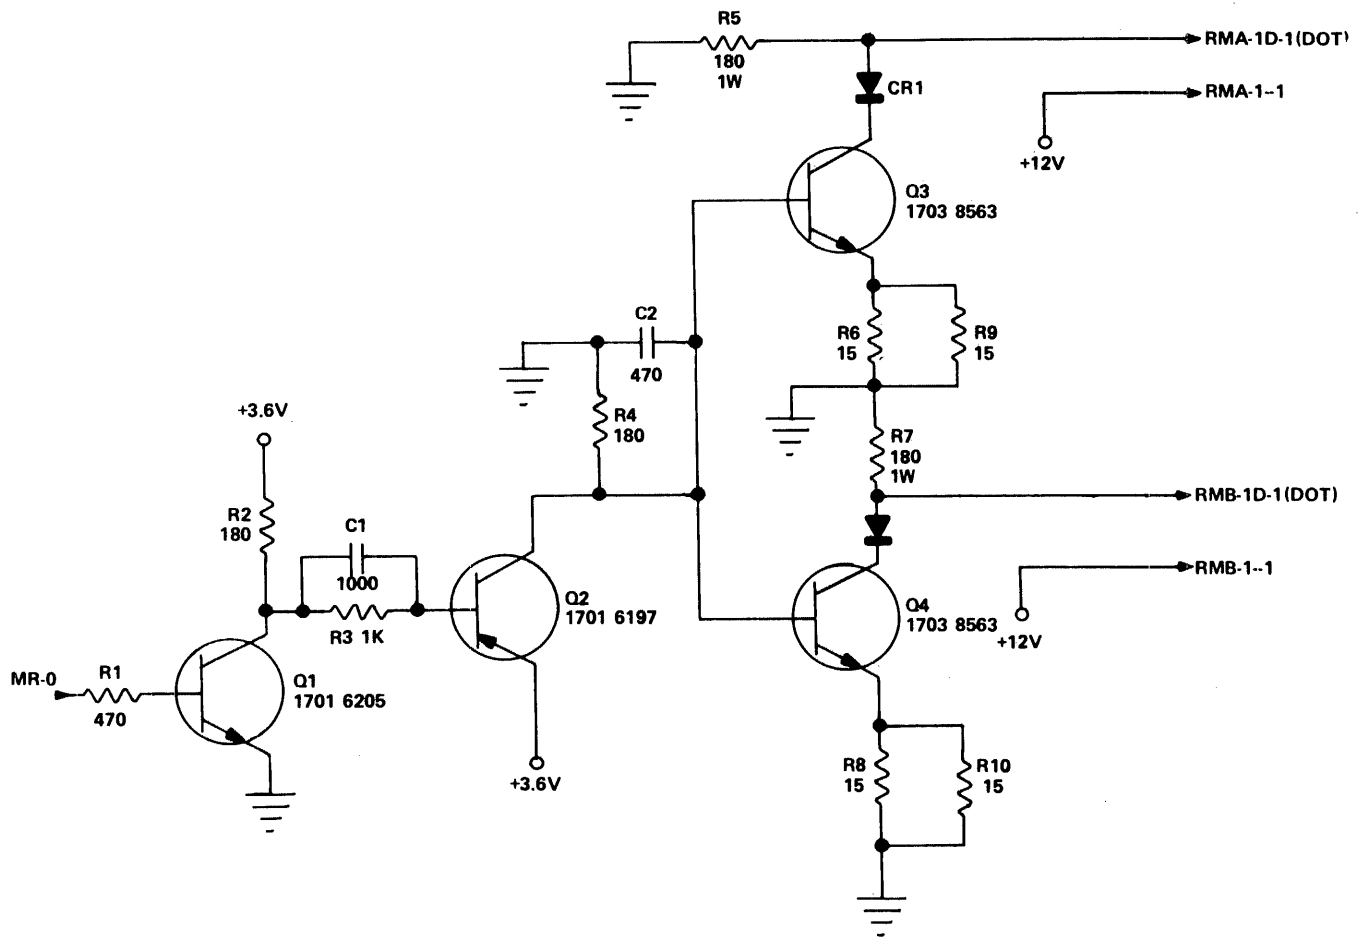 R5
180
1W
RMA-1D-1(DOT)
CR1
RMA-1--1
+12V
Q3
1703 8563
C2
470
R6
15
R9
15
R4
180
+3.6V
R7
180
1W
R2
180
C1
1000
RMB-1D-1(DOT)
RMB-1--1
+12V
R3 1K
Q2
1701 6197
Q4
1703 8563
MR-0
R1
470
Q1
1701 6205
+3.6V
R8
15
R10
15